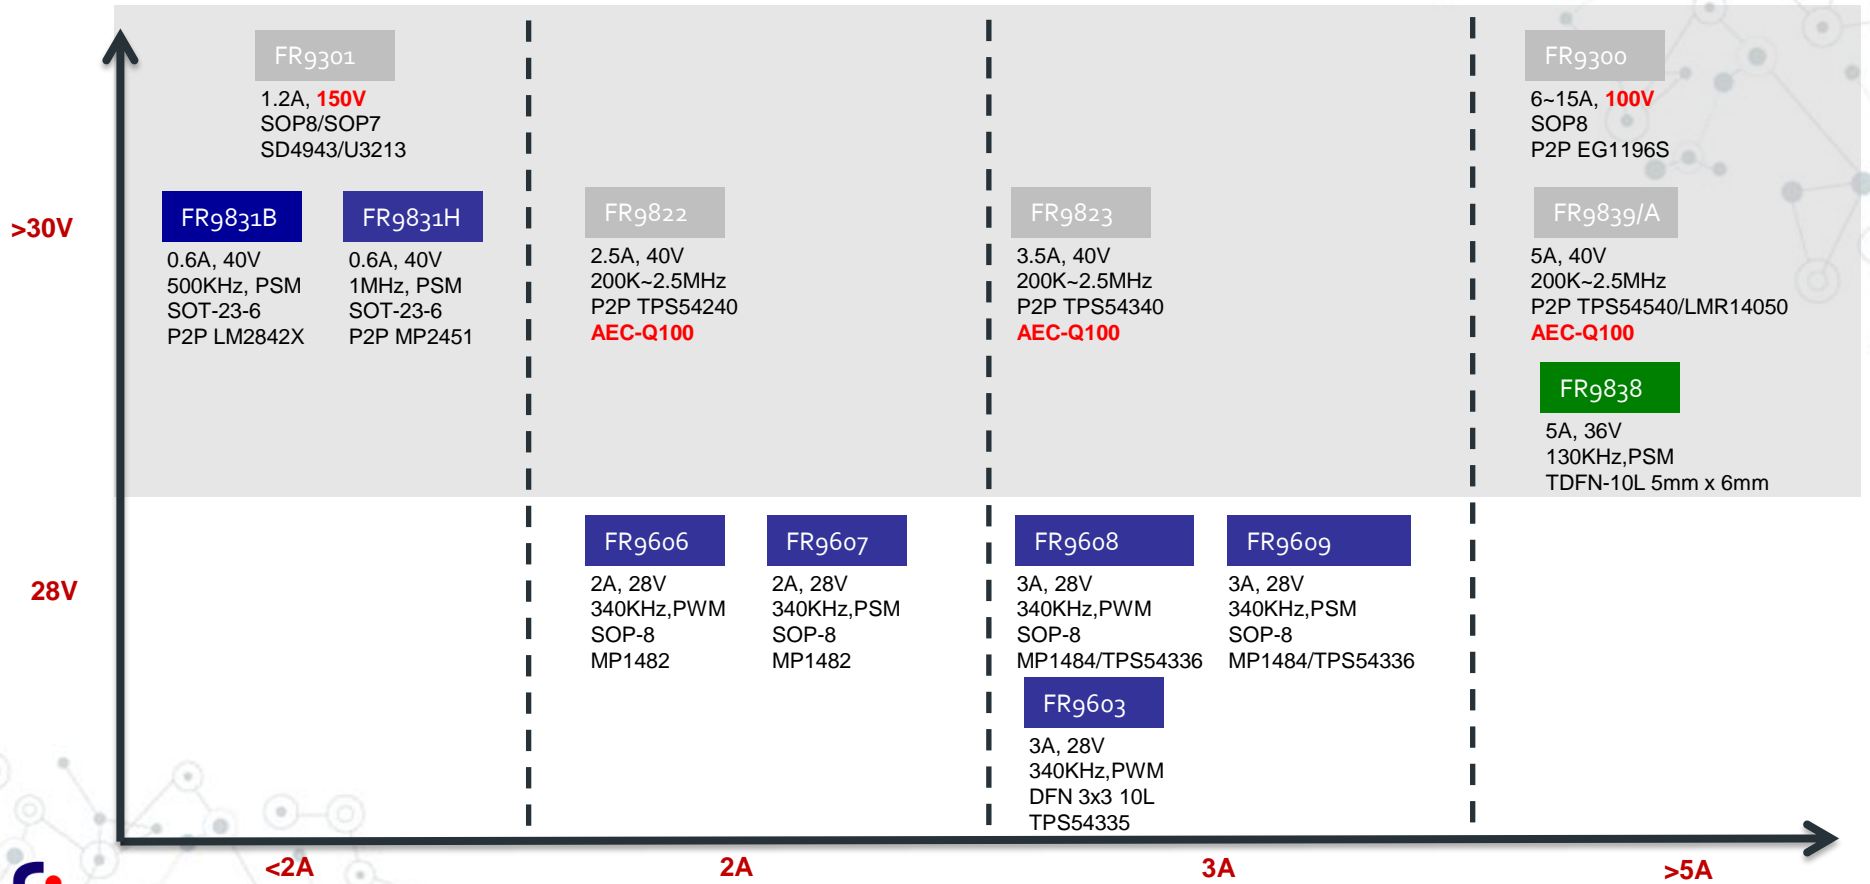 FR9301
1.2A, 150V
SOP8/SOP7
SD4943/U3213
FR9300
6~15A, 100V
SOP8
P2P EG1196S
>30V
FR9831B
0.6A, 40V
500KHz, PSM
SOT-23-6
P2P LM2842X
FR9831H
0.6A, 40V
1MHz, PSM
SOT-23-6
P2P MP2451
FR9822
2.5A, 40V
200K~2.5MHz
P2P TPS54240
AEC-Q100
FR9823
3.5A, 40V
200K~2.5MHz
P2P TPS54340
AEC-Q100
FR9839/A
5A, 40V
200K~2.5MHz
P2P TPS54540/LMR14050
AEC-Q100
FR9838
5A, 36V
130KHz,PSM
TDFN-10L 5mm x 6mm
28V
FR9606
2A, 28V
340KHz,PWM
SOP-8
MP1482
FR9607
2A, 28V
340KHz,PSM
SOP-8
MP1482
FR9608
3A, 28V
340KHz,PWM
SOP-8
MP1484/TPS54336
FR9609
3A, 28V
340KHz,PSM
SOP-8
MP1484/TPS54336
FR9603
3A, 28V
340KHz,PWM
DFN 3x3 10L
TPS54335
<2A
2A
3A
>5A